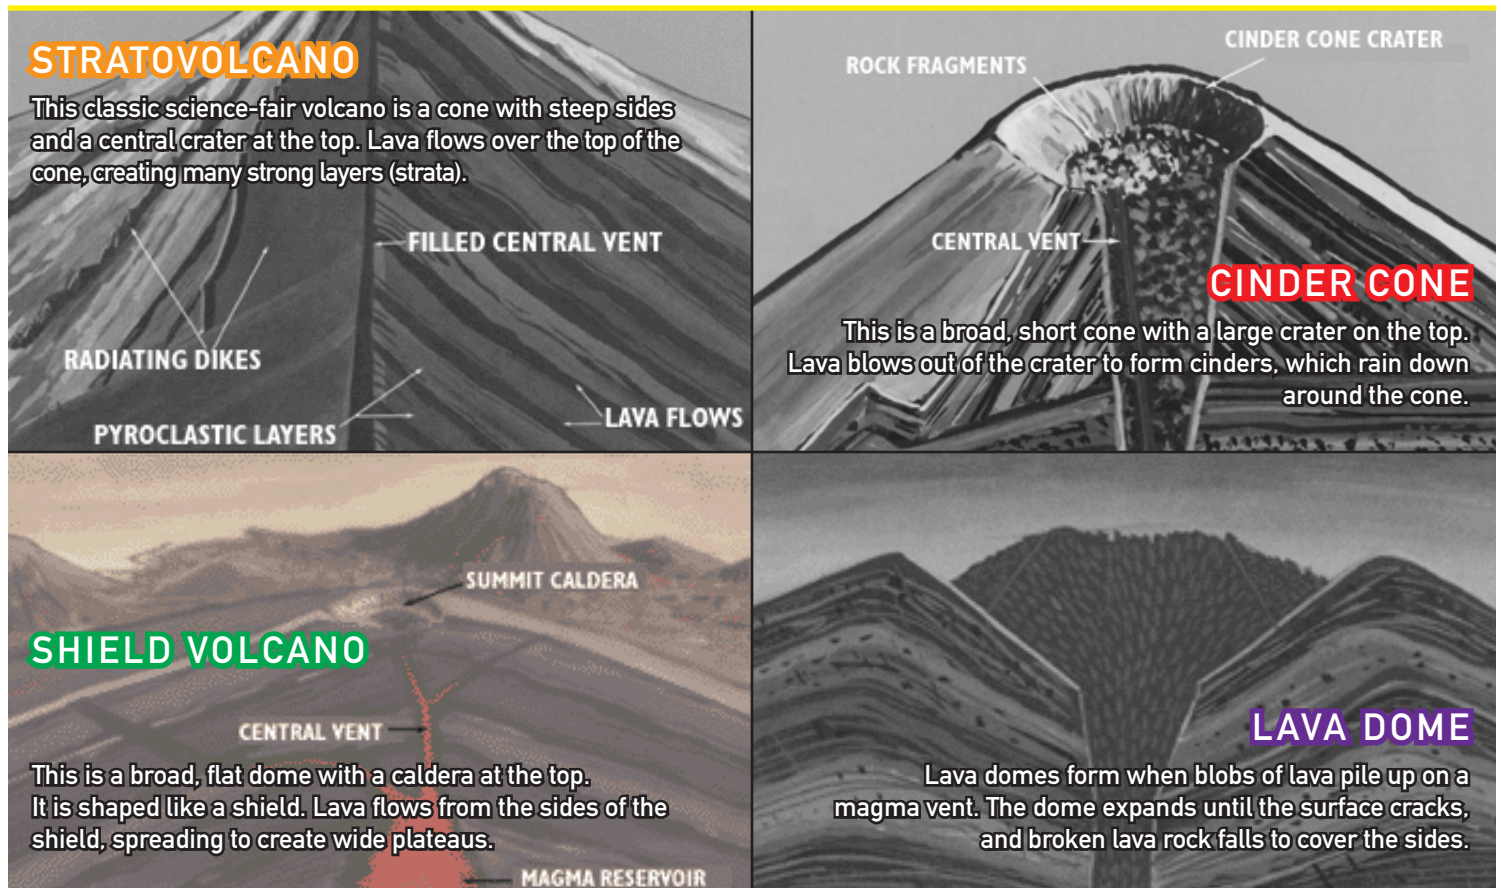 STRATOVOLCANO
This classic science-fair volcano is a cone with steep sides
and a central crater at the top. Lava flows over the top of the
cone, creating many strong layers (strata).
FILLED CENTRAL VENT
RADIATING DIKES
LAVA FLOWS
PYROCLASTIC LAYERS
CINDER CONE CRATER
ROCK FRAGMENTS
CENTRAL VENT
CINDER CONE
This is a broad, short cone with a large crater on the top.
Lava blows out of the crater to form cinders, which rain down
around the cone.
SUMMIT CALDERA
SHIELD VOLCANO
CENTRAL VENT
This is a broad, flat dome with a caldera at the top.
It is shaped like a shield. Lava flows from the sides of the
shield, spreading to create wide plateaus.
MAGMA RESERVOIR
LAVA DOME
Lava domes form when blobs of lava pile up on a
magma vent. The dome expands until the surface cracks,
and broken lava rock falls to cover the sides.